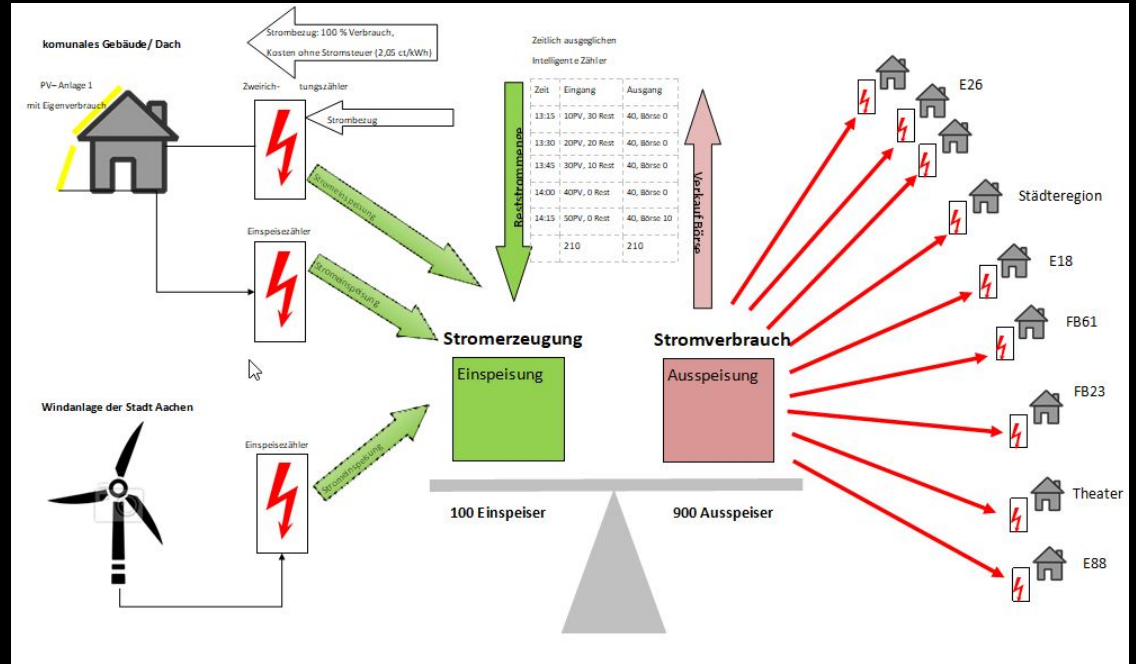 komunales Gebäude/ Dach
Strombezug: 100 % Verbrauch,
Kosten ohne Stromsteuer (2,05 ct/kWh)
PV–Anlage 1
mit Eigenverbrauch
Zweirich- tungszähler
Strombezug
Stromeinspeisung
Einspeisezähler
Stromeinspeisung
Windanlage der Stadt Aachen
Einspeisezähler
Stromeinspeisung
Zeitlich ausgeglichen
Intelligente Zähler
Zeit Eingang Ausgang
13:15 10PV, 30 Rest 40, Börse 0
13:30 20PV, 20 Rest 40, Börse 0
13:45 30PV, 10 Rest 40, Börse 0
14:00 40PV, 0 Rest 40, Börse 0
14:15 50PV, 0 Rest 40, Börse 10
210 210
Reststrommenge
Verkauf Börse
Stromerzeugung
Einspeisung
100 Einspeiser
Stromverbrauch
Ausspeisung
900 Ausspeiser
E26
Städteregion
E18
FB61
FB23
Theater
E88